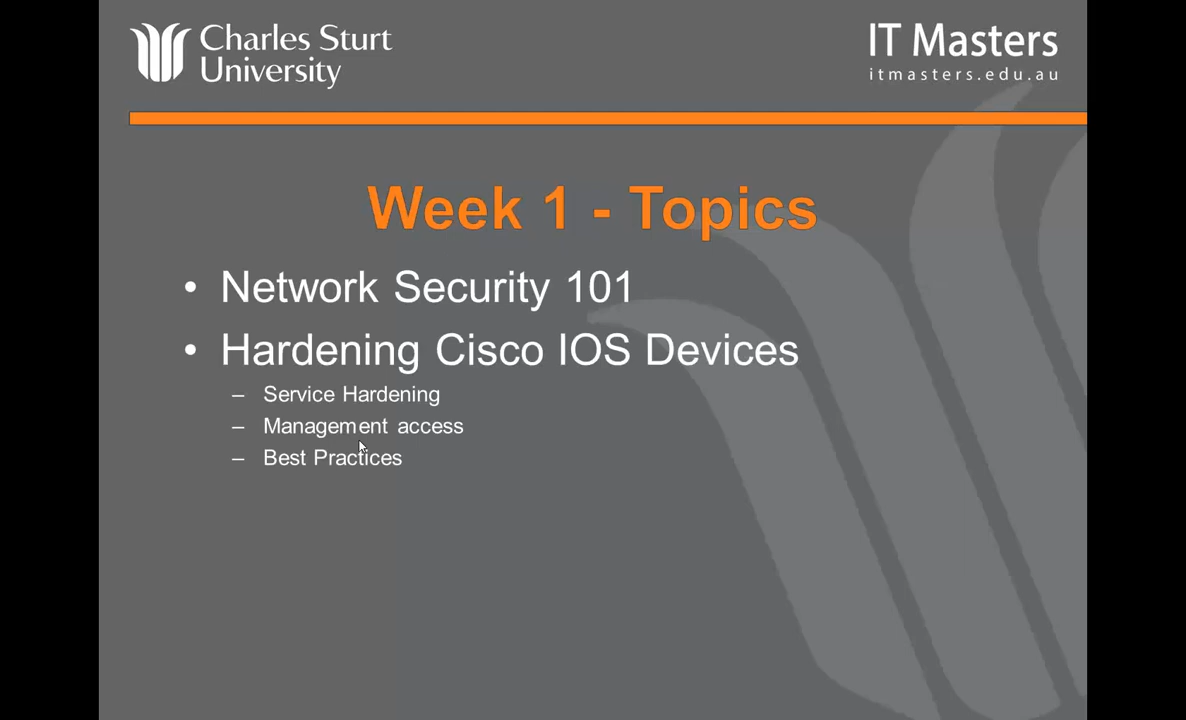 Charles Sturt
University
IT Masters
itmasters.edu.au
Week 1 - Topics
• Network Security 101
• Hardening Cisco IOS Devices
– Service Hardening
– Management access
– Best Practices